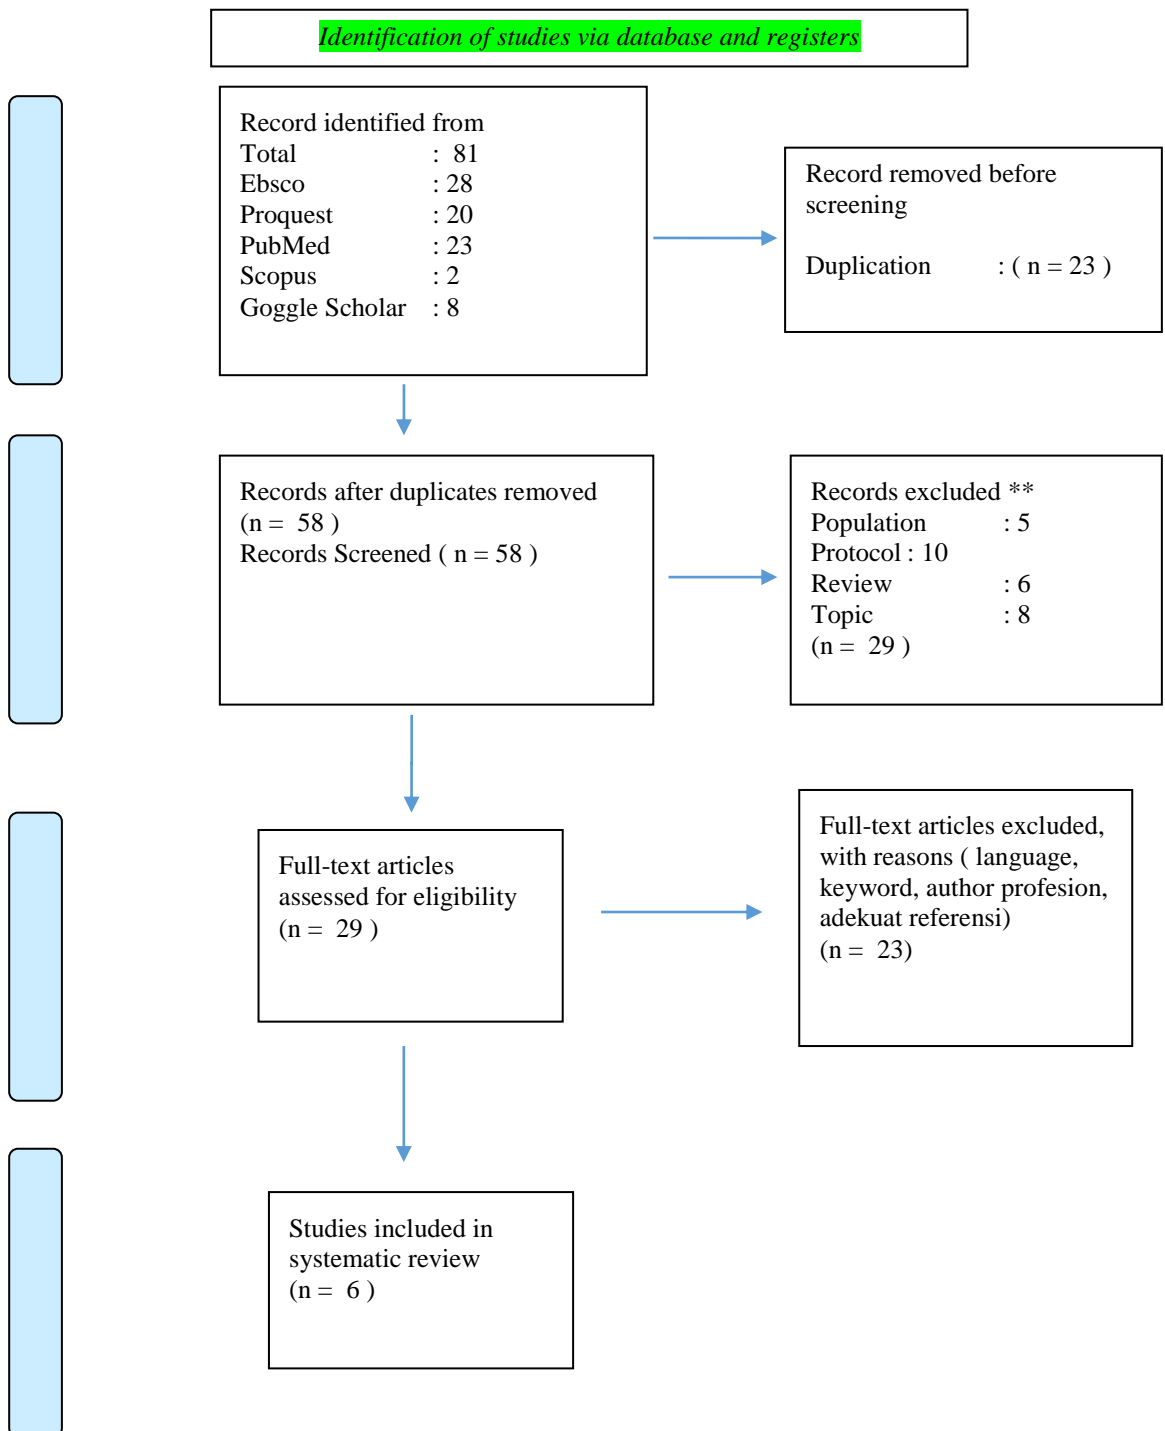 Identification of studies via database and registers
Record identified from
Total : 81
Ebsco : 28
Proquest : 20
PubMed : 23
Scopus : 2
Goggle Scholar : 8
Record removed before
screening
Duplication : ( n = 23 )
Records after duplicates removed
(n = 58 )
Records Screened ( n = 58 )
Records excluded **
Population : 5
Protocol : 10
Review : 6
Topic : 8
(n = 29 )
Full-text articles
assessed for eligibility
(n = 29 )
Full-text articles excluded,
with reasons ( language,
keyword, author profesion,
adekuat referensi)
(n = 23)
Studies included in
systematic review
(n = 6 )